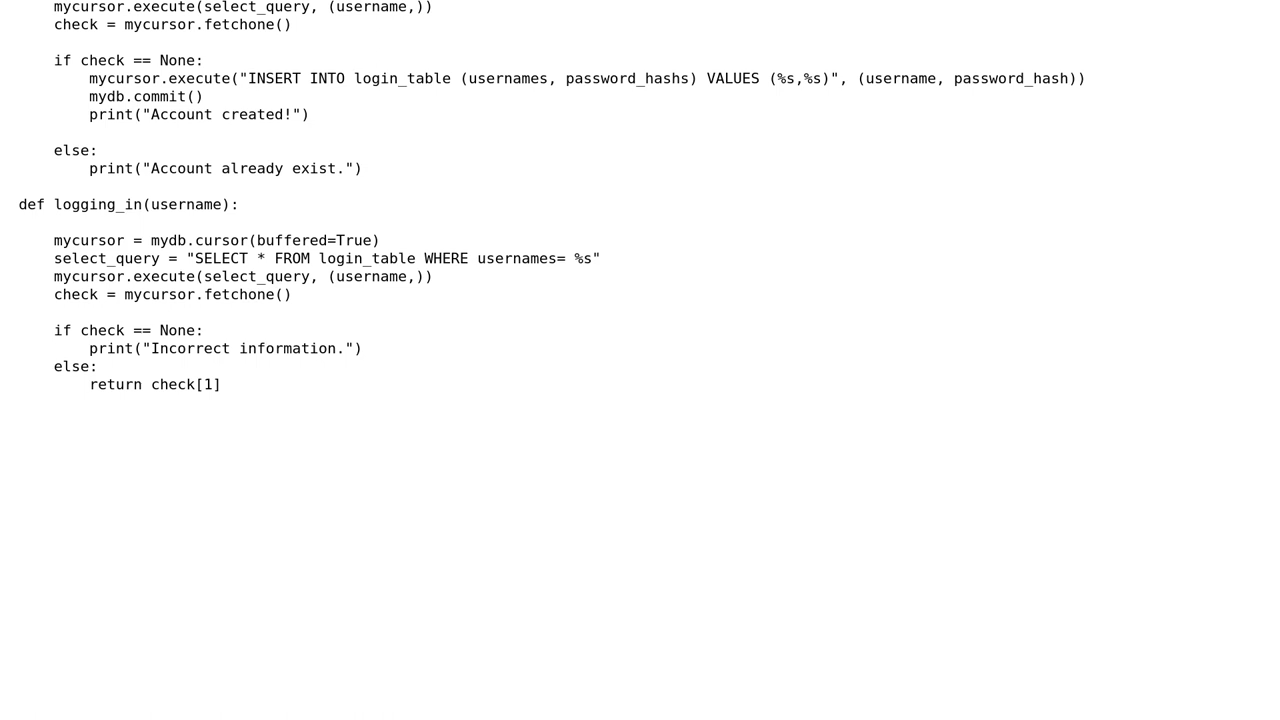 mycursor.execute(select_query, (username,))
    check = mycursor.fetchone()

    if check == None:
        mycursor.execute("INSERT INTO login_table (usernames, password_hashs) VALUES (%s,%s)", (username, password_hash))
        mydb.commit()
        print("Account created!")

    else:
        print("Account already exist.")

def logging_in(username):

    mycursor = mydb.cursor(buffered=True)
    select_query = "SELECT * FROM login_table WHERE usernames= %s"
    mycursor.execute(select_query, (username,))
    check = mycursor.fetchone()

    if check == None:
        print("Incorrect information.")
    else:
        return check[1]